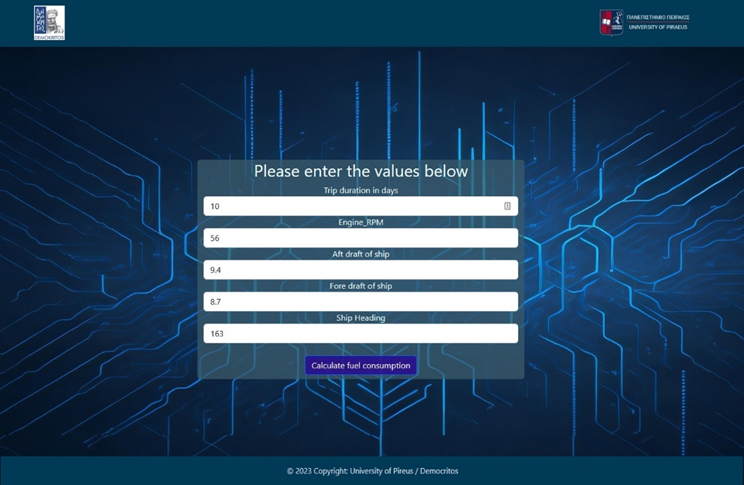 DEMOKRITOS
ΠΑΝΕΠΙΣΤΗΜΙΟ ΠΕΙΡΑΙΩΣ
UNIVERSITY OF PIRAEUS
Please enter the values below
Trip duration in days
10
Engine_RPM
56
Aft draft of ship
9.4
Fore draft of ship
8.7
Ship Heading
163
Calculate fuel consumption
© 2023 Copyright: University of Pireus / Democritos